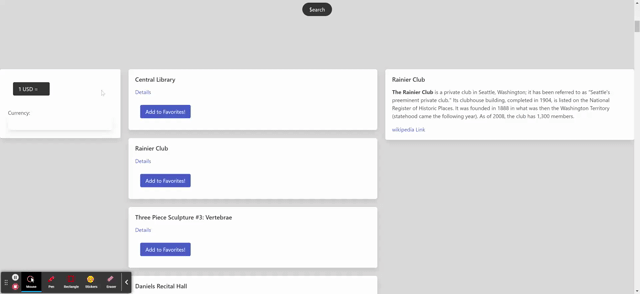 Search
1 USD =
Currency:
Central Library
Details
Add to Favorites!
Rainier Club
Details
Add to Favorites!
Three Piece Sculpture #3: Vertebrae
Details
Add to Favorites!
Daniels Recital Hall
Rainier Club
The Rainier Club is a private club in Seattle, Washington; it has been referred to as "Seattle's
preeminent private club." Its clubhouse building, completed in 1904, is listed on the National
Register of Historic Places. It was founded in 1888 in what was then the Washington Territory
(statehood came the following year). As of 2008, the club has 1,300 members.
wikipedia Link
Mouse
Pen
Rectangle
Stickers
Eraser